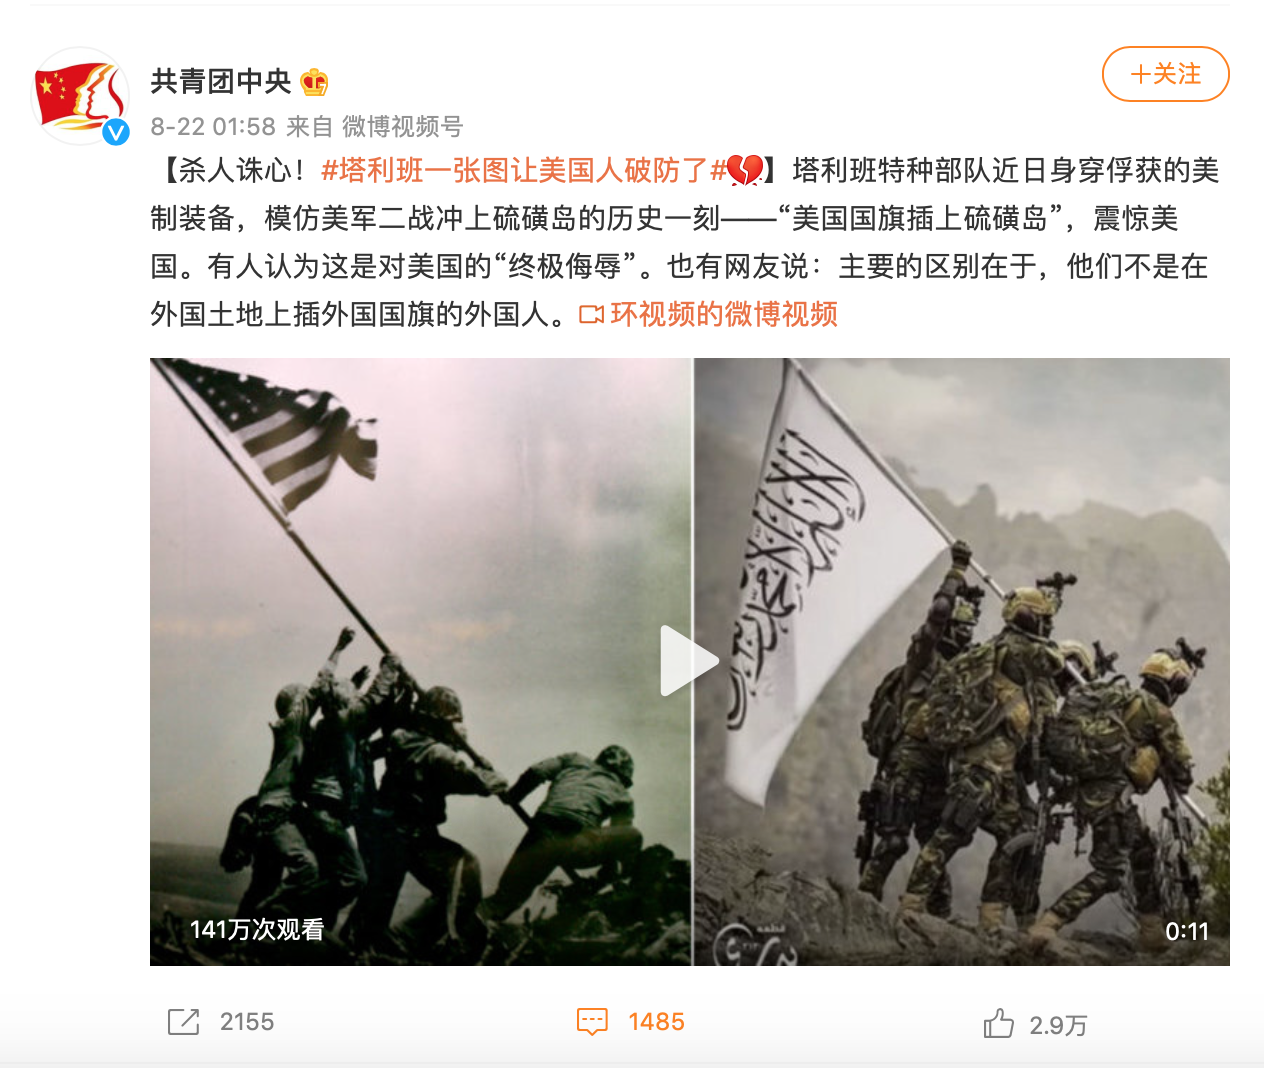 共青团中央
+关注
8-22 01:58 来自 微博视频号
【杀人诛心！#塔利班一张图让美国人破防了#💔】塔利班特种部队近日身穿俘获的美
制装备，模仿美军二战冲上硫磺岛的历史一刻——“美国国旗插上硫磺岛”，震惊美
国。有人认为这是对美国的“终极侮辱”。也有网友说：主要的区别在于，他们不是在
外国土地上插外国国旗的外国人。环视频的微博视频
141万次观看
0:11
2155
1485
2.9万